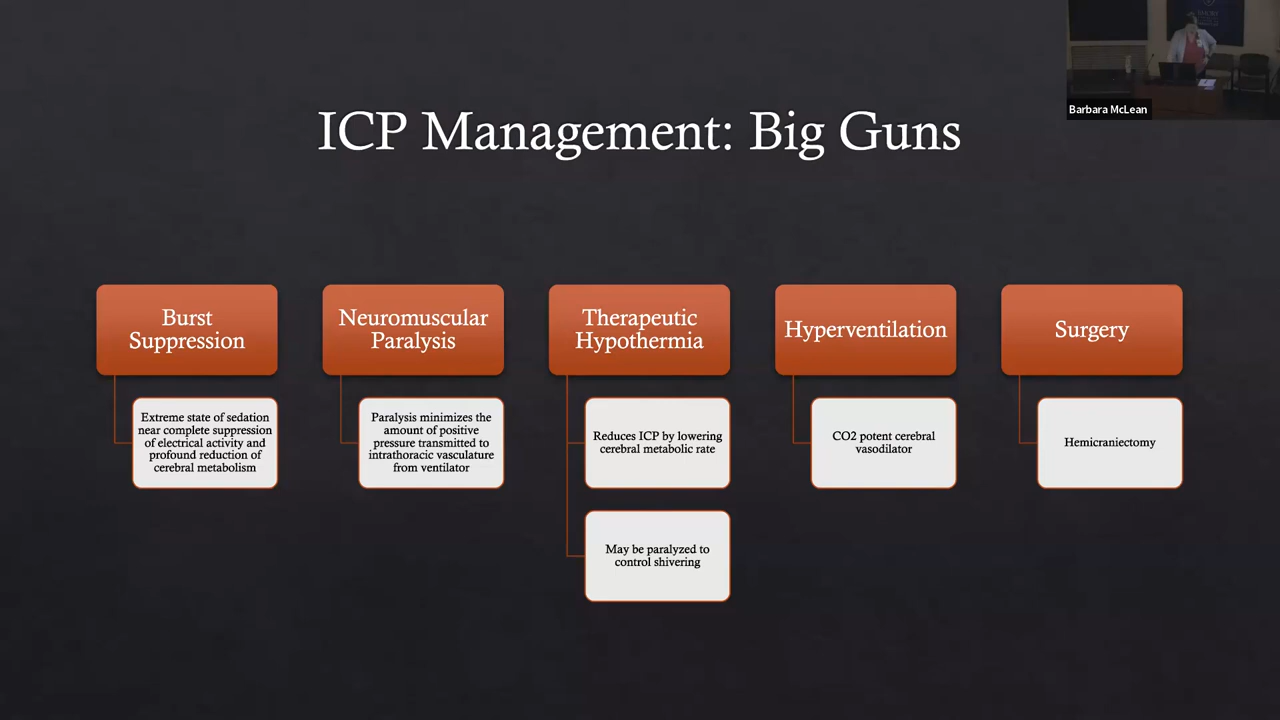 Barbara McLean
ICP Management: Big Guns
Burst
Suppression
Extreme state of sedation
near complete suppression
of electrical activity and
profound reduction of
cerebral metabolism
Neuromuscular
Paralysis
Paralysis minimizes the
amount of positive
pressure transmitted to
intrathoracic vasculature
from ventilator
Therapeutic
Hypothermia
Reduces ICP by lowering
cerebral metabolic rate
May be paralyzed to
control shivering
Hyperventilation
CO2 potent cerebral
vasodilator
Surgery
Hemicraniectomy